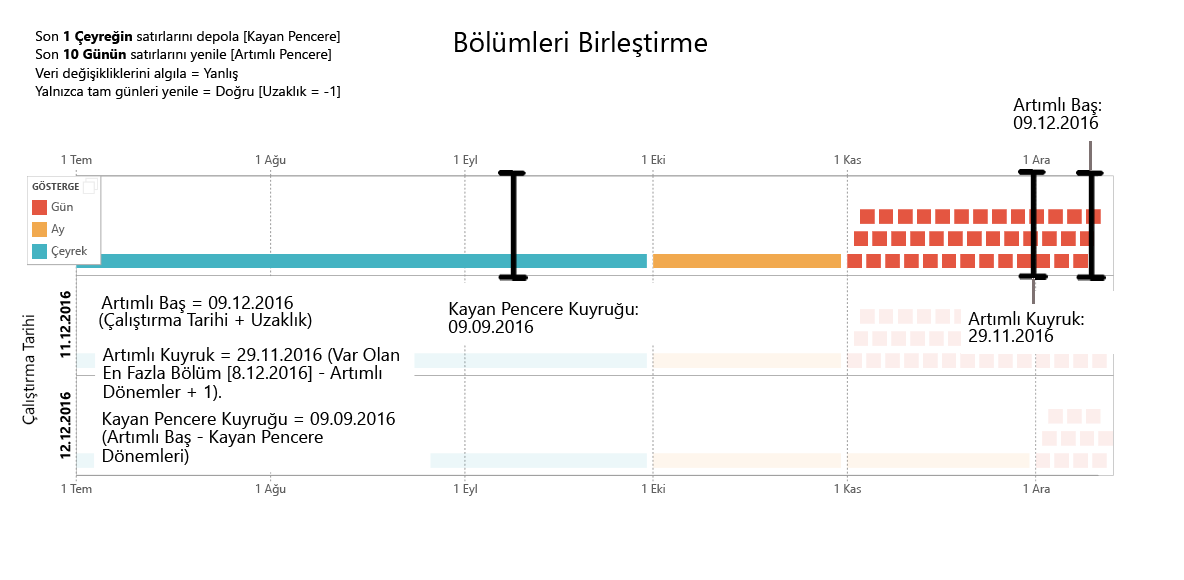 Son 1 Çeyreğin satırlarını depola [Kayan Pencere]
Son 10 Günün satırlarını yenile [Artımlı Pencere]
Veri değişikliklerini algıla = Yanlış
Yalnızca tam günleri yenile = Doğru [Uzaklık = -1]
Bölümleri Birleştirme
Artımlı Baş:
09.12.2016
1 Tem
1 Ağu
1 Eyl
1 Eki
1 Kas
1 Ara
GÖSTERGE
Gün
Ay
Çeyrek
Çalıştırma Tarihi
11.12.2016
12.12.2016
Artımlı Baş = 09.12.2016
(Çalıştırma Tarihi + Uzaklık)
Artımlı Kuyruk = 29.11.2016 (Var Olan
En Fazla Bölüm [8.12.2016] - Artımlı
Dönemler + 1).
Kayan Pencere Kuyruğu = 09.09.2016
(Artımlı Baş - Kayan Pencere
Dönemleri)
Kayan Pencere Kuyruğu:
09.09.2016
Artımlı Kuyruk:
29.11.2016
1 Tem
1 Ağu
1 Eyl
1 Eki
1 Kas
1 Ara